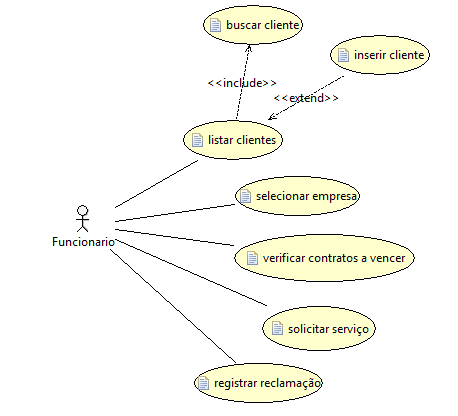 buscar cliente
inserir cliente
<<include>>
<<extend>>
listar clientes
selecionar empresa
Funcionario
verificar contratos a vencer
solicitar serviço
registrar reclamação